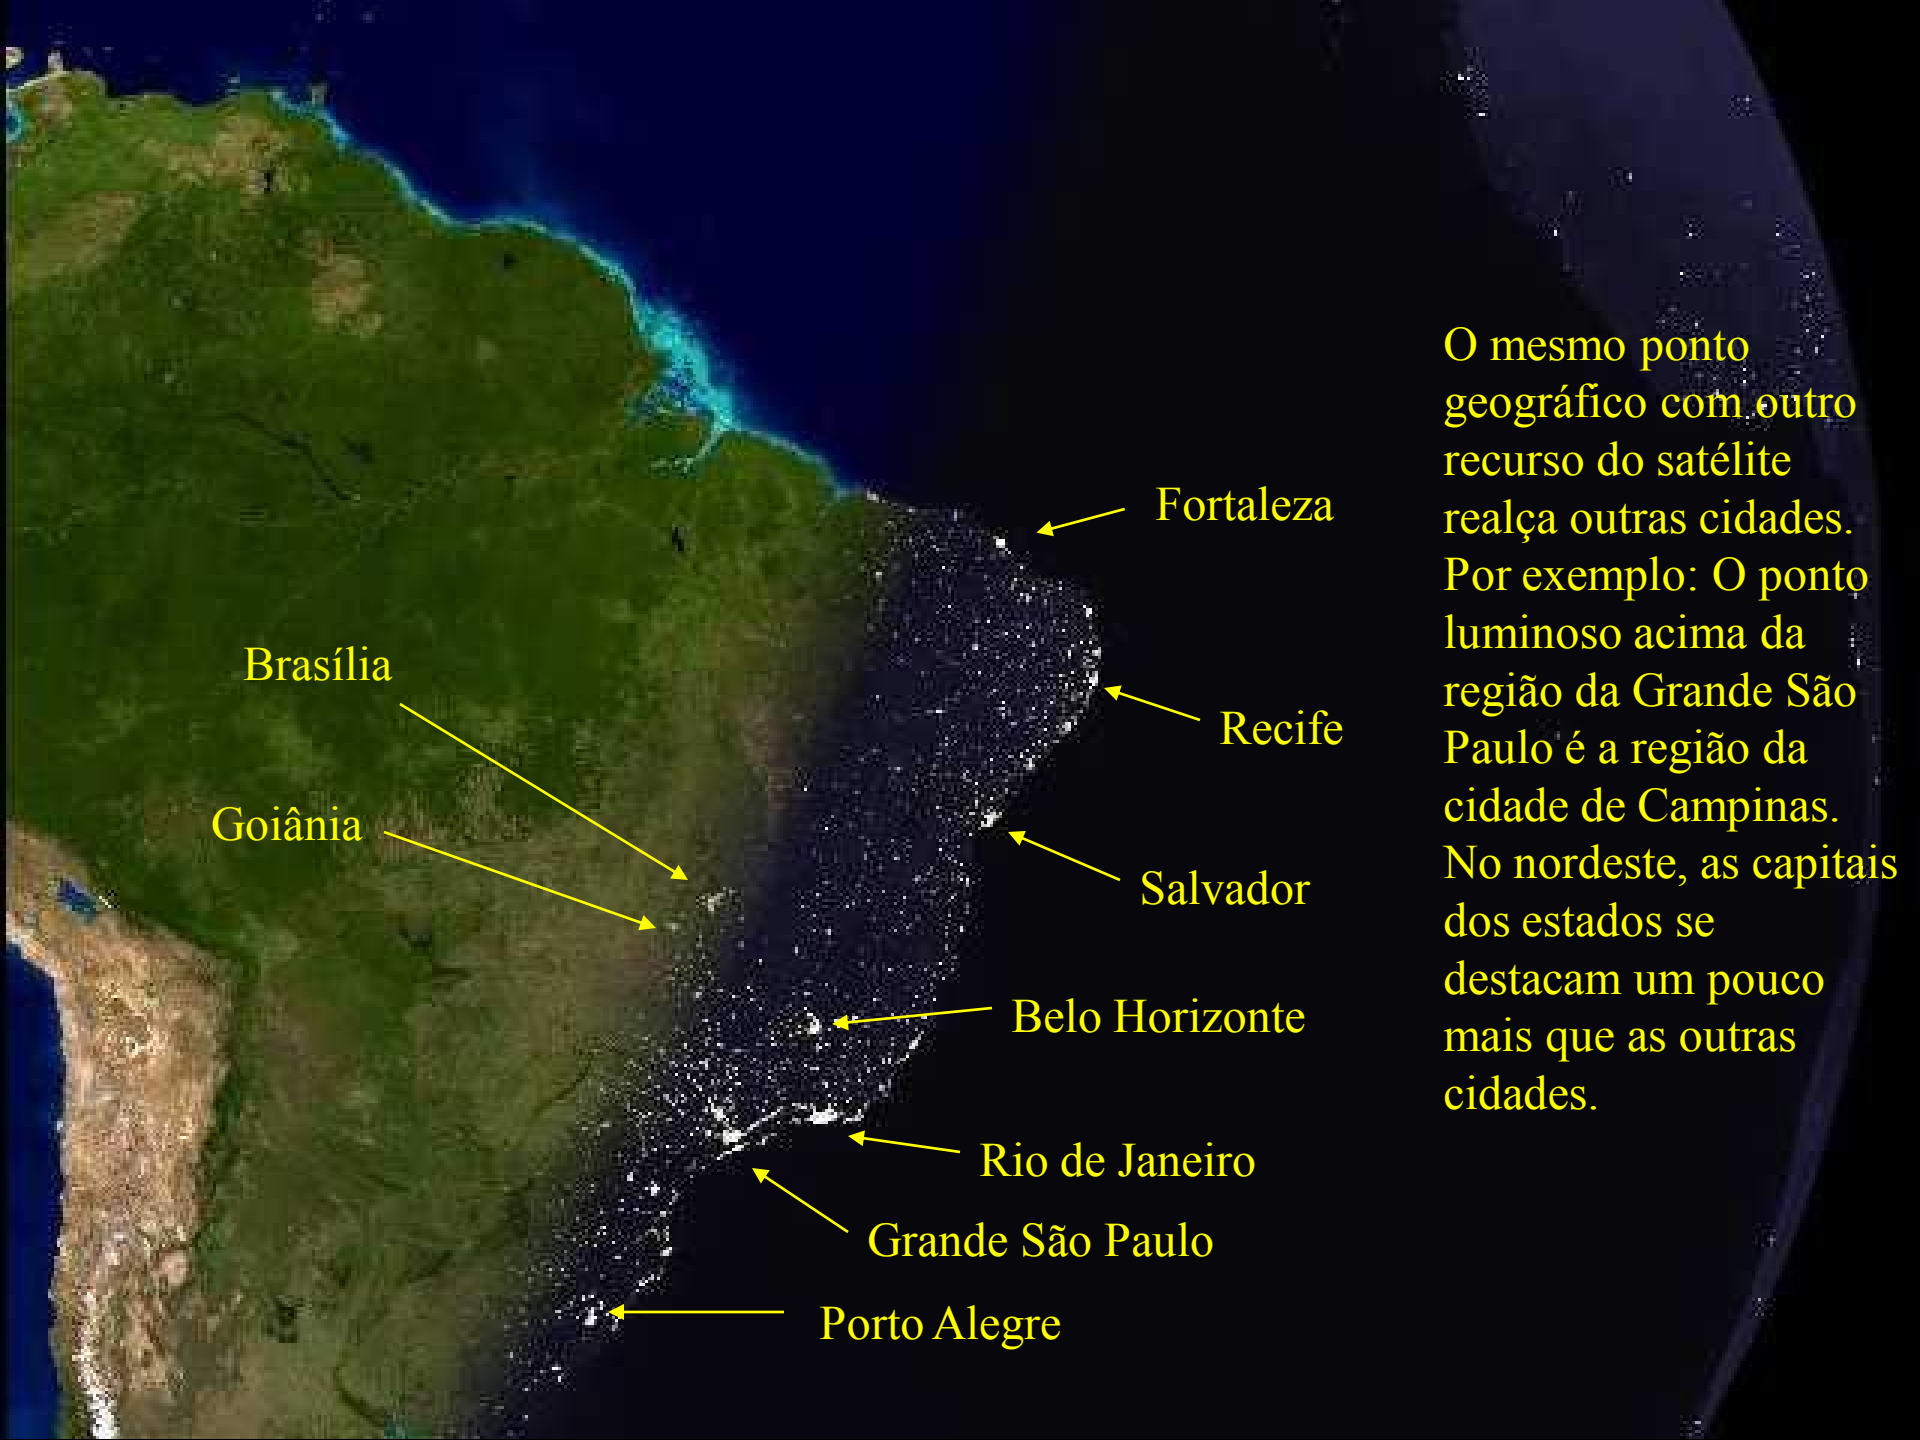 O mesmo ponto
geográfico com outro
recurso do satélite
realça outras cidades.
Por exemplo: O ponto
luminoso acima da
região da Grande São
Paulo é a região da
cidade de Campinas.
No nordeste, as capitais
dos estados se
destacam um pouco
mais que as outras
cidades.
Fortaleza
Brasília
Recife
Goiânia
Salvador
Belo Horizonte
Rio de Janeiro
Grande São Paulo
Porto Alegre